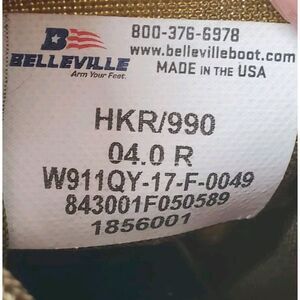 BELLEVILLE
Arm Your Feet.
800-376-6978
www.bellevilleboot.com
MADE IN THE USA
HKR/990
04.0 R
W911QY-17-F-0049
843001F050589
1856001